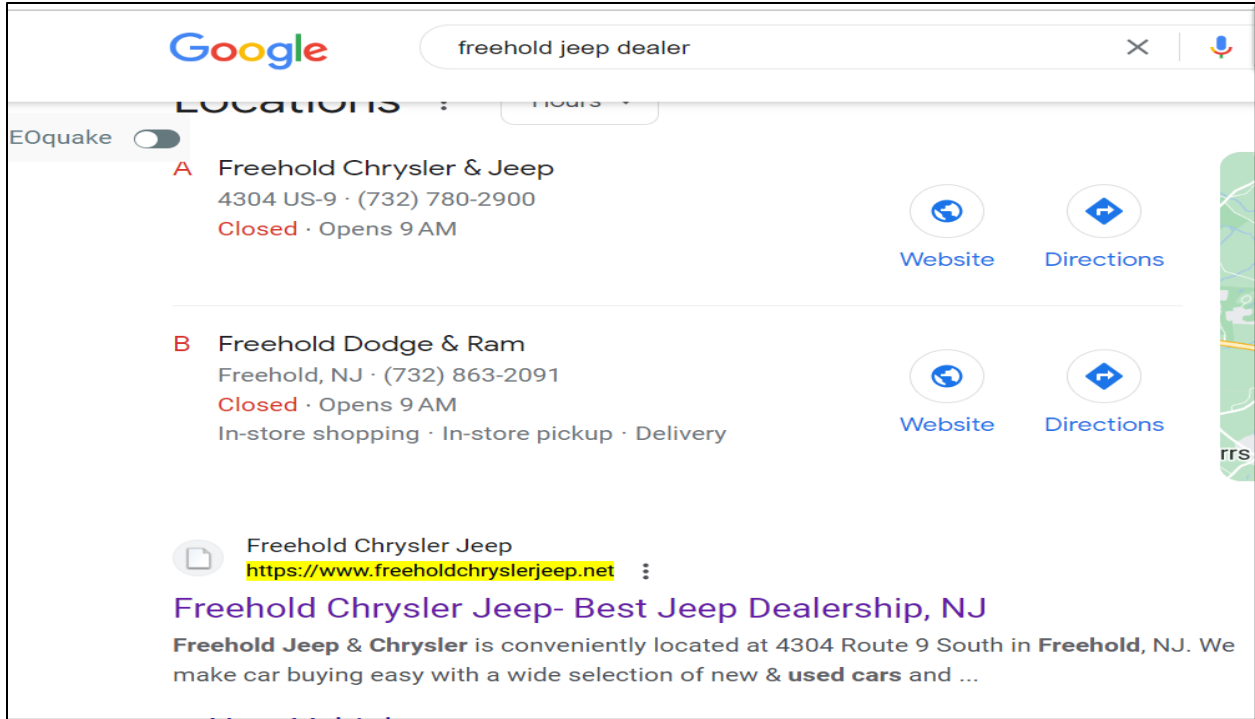 Google
freehold jeep dealer
Locations
Hours
EOquake
A Freehold Chrysler & Jeep
4304 US-9 · (732) 780-2900
Closed · Opens 9 AM
Website Directions
B Freehold Dodge & Ram
Freehold, NJ · (732) 863-2091
Closed · Opens 9 AM
In-store shopping · In-store pickup · Delivery
Website Directions
rrs
Freehold Chrysler Jeep
https://www.freeholdchryslerjeep.net
Freehold Chrysler Jeep- Best Jeep Dealership, NJ
Freehold Jeep & Chrysler is conveniently located at 4304 Route 9 South in Freehold, NJ. We
make car buying easy with a wide selection of new & used cars and ...